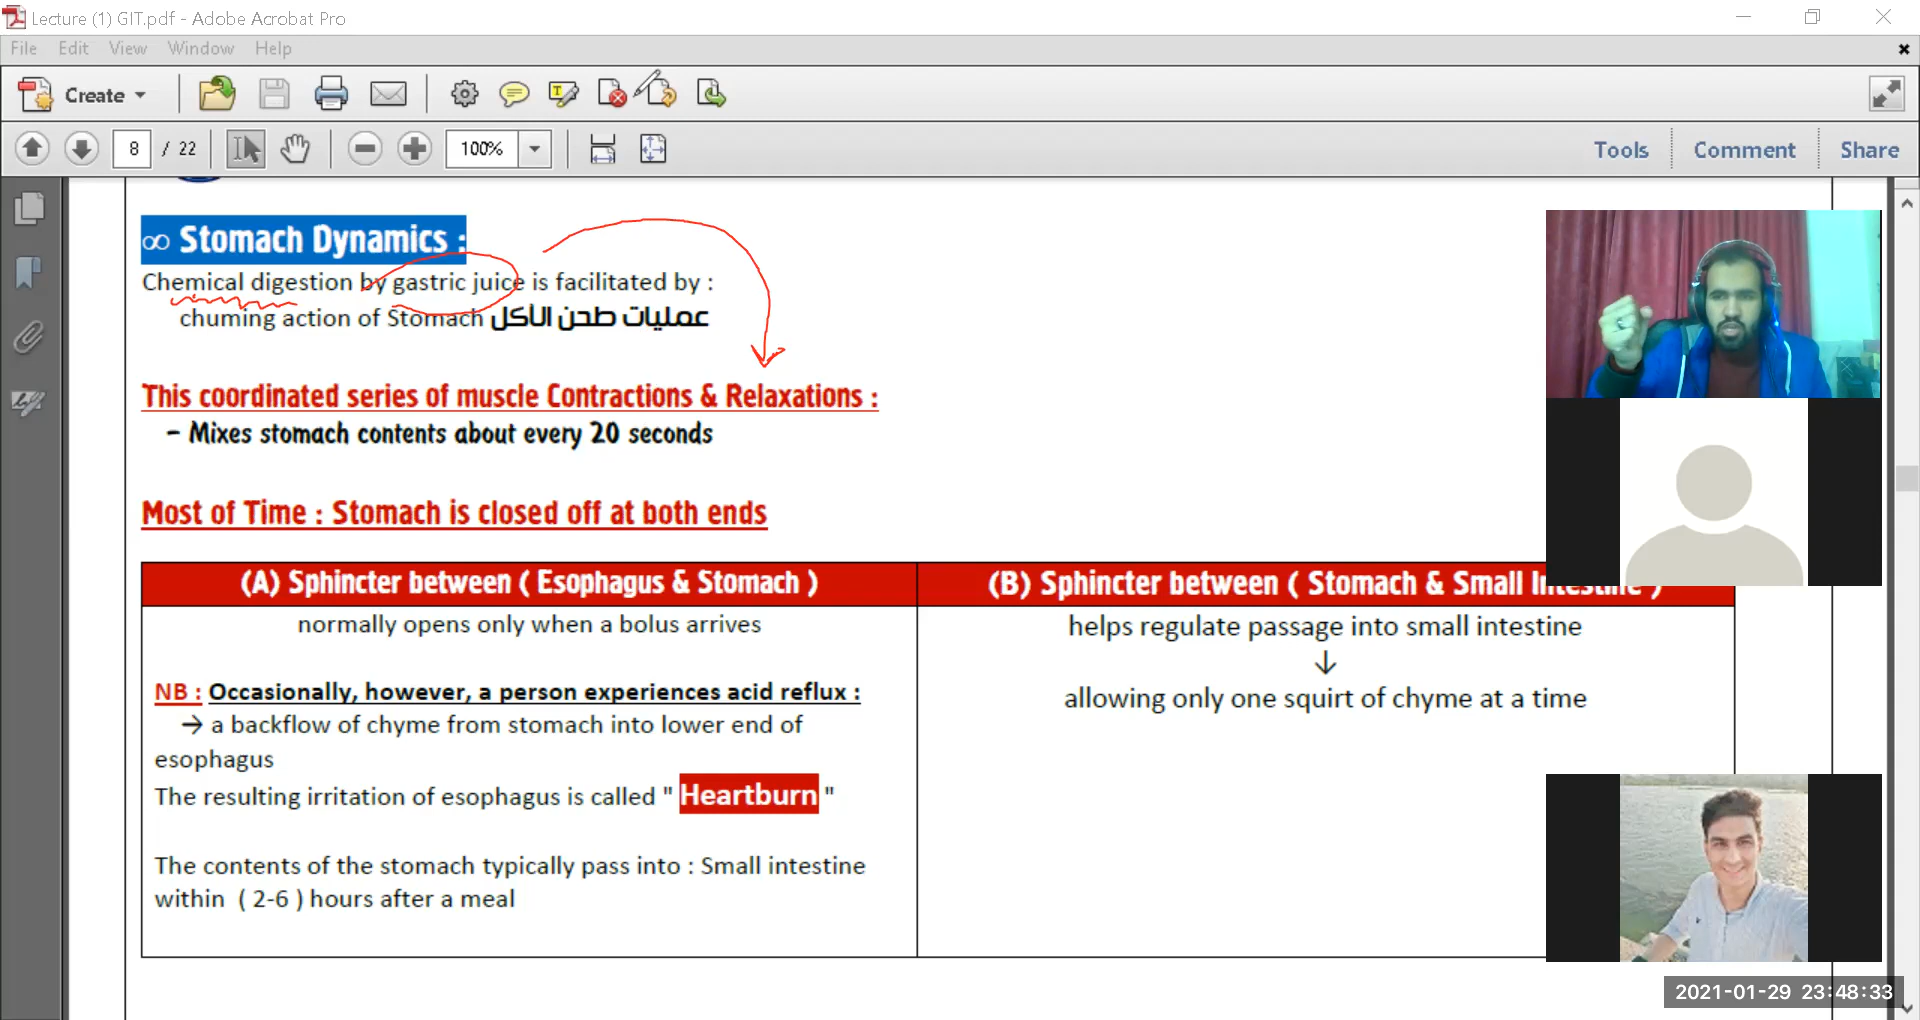 Lecture (1) GIT.pdf - Adobe Acrobat Pro
File Edit View Window Help
Create
8 / 22 100% Tools Comment Share
∞ Stomach Dynamics :
Chemical digestion by gastric juice is facilitated by :
chuming action of Stomach عمليات طحن الأكل
This coordinated series of muscle Contractions & Relaxations :
- Mixes stomach contents about every 20 seconds
Most of Time : Stomach is closed off at both ends
(A) Sphincter between ( Esophagus & Stomach )
normally opens only when a bolus arrives
NB : Occasionally, however, a person experiences acid reflux :
→ a backflow of chyme from stomach into lower end of
esophagus
The resulting irritation of esophagus is called " Heartburn "
The contents of the stomach typically pass into : Small intestine
within ( 2-6 ) hours after a meal
(B) Sphincter between ( Stomach & Small Intestine )
helps regulate passage into small intestine
↓
allowing only one squirt of chyme at a time
2021-01-29 23:48:33